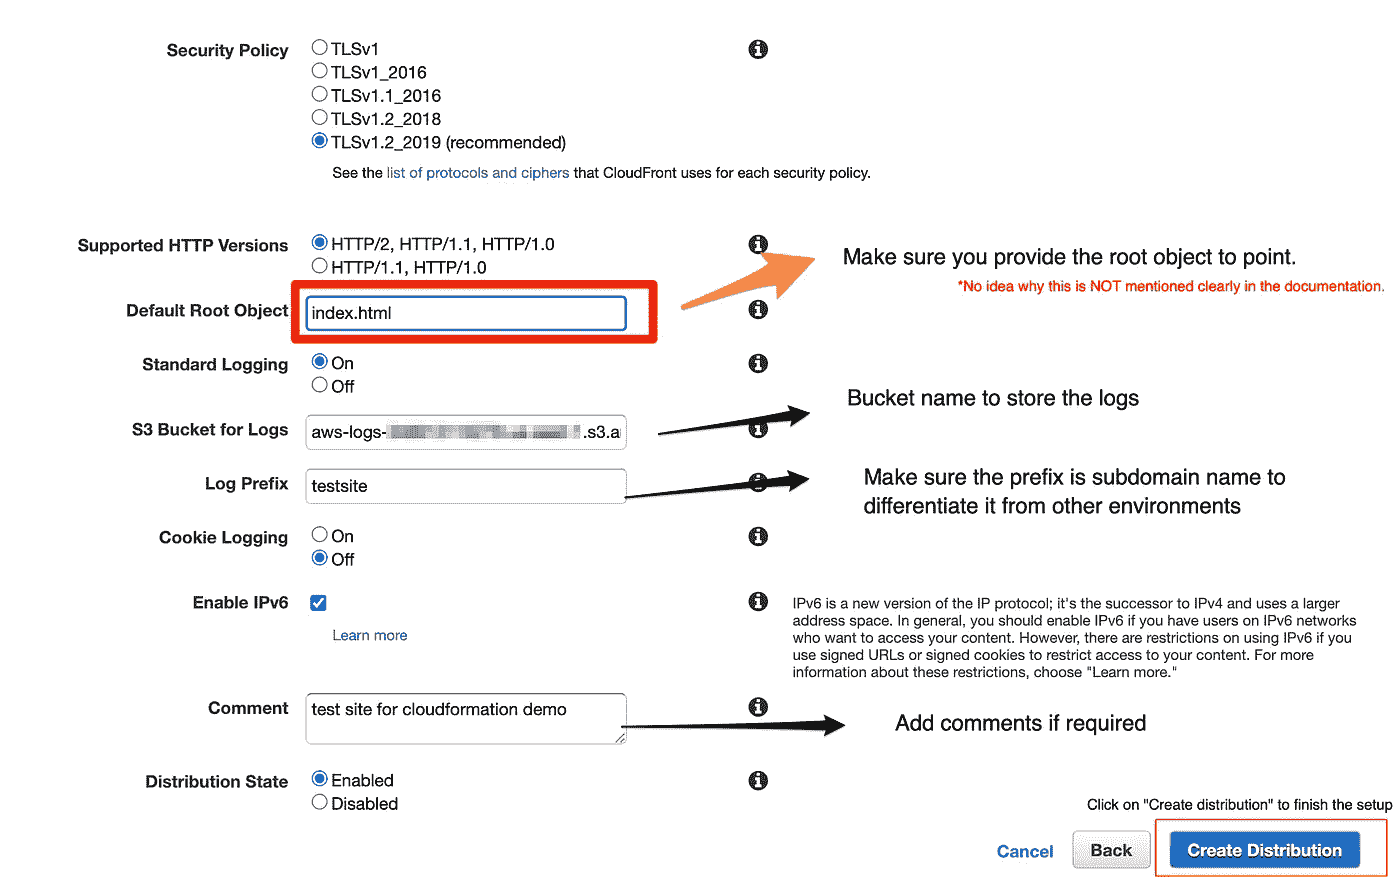 Security Policy
TLSv1
TLSv1_2016
TLSv1.1_2016
TLSv1.2_2018
TLSv1.2_2019 (recommended)
See the list of protocols and ciphers that CloudFront uses for each security policy.
Supported HTTP Versions
HTTP/2, HTTP/1.1, HTTP/1.0
HTTP/1.1, HTTP/1.0
Make sure you provide the root object to point.
*No idea why this is NOT mentioned clearly in the documentation.
Default Root Object
index.html
Standard Logging
On
Off
Bucket name to store the logs
S3 Bucket for Logs
aws-logs- .s3.a
Log Prefix
testsite
Make sure the prefix is subdomain name to
differentiate it from other environments
Cookie Logging
On
Off
Enable IPv6
Learn more
IPv6 is a new version of the IP protocol; it's the successor to IPv4 and uses a larger
address space. In general, you should enable IPv6 if you have users on IPv6 networks
who want to access your content. However, there are restrictions on using IPv6 if you
use signed URLs or signed cookies to restrict access to your content. For more
information about these restrictions, choose "Learn more."
Comment
test site for cloudformation demo
Add comments if required
Distribution State
Enabled
Disabled
Click on "Create distribution" to finish the setup
Cancel
Back
Create Distribution